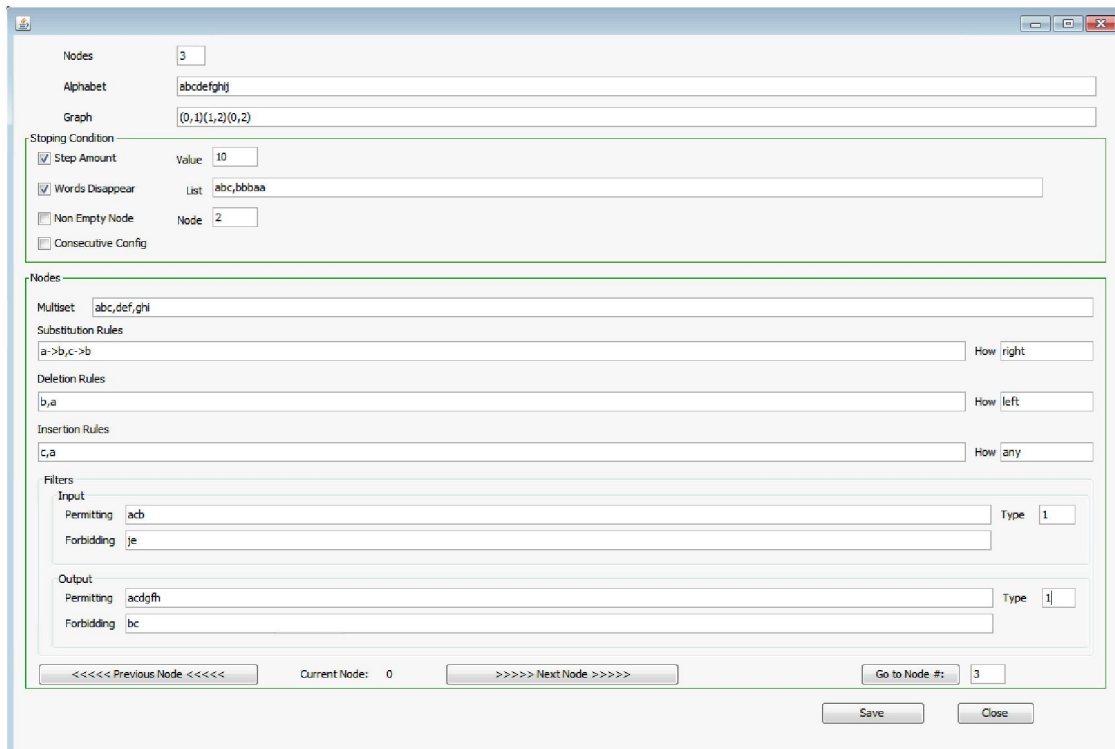 Nodes 3
Alphabet abcdefghij
Graph (0,1)(1,2)(0,2)
Stoping Condition
Step Amount Value 10
Words Disappear List abc,bbbaa
Non Empty Node Node 2
Consecutive Config
Nodes
Multiset abc,def,ghi
Substitution Rules
a->b,c->b How right
Deletion Rules
b,a How left
Insertion Rules
c,a How any
Filters
Input
Permitting acb Type 1
Forbidding je
Output
Permitting acdgfh Type 1
Forbidding bc
<<<<< Previous Node <<<<< Current Node: 0 >>>>> Next Node >>>>> Go to Node #: 3
Save Close